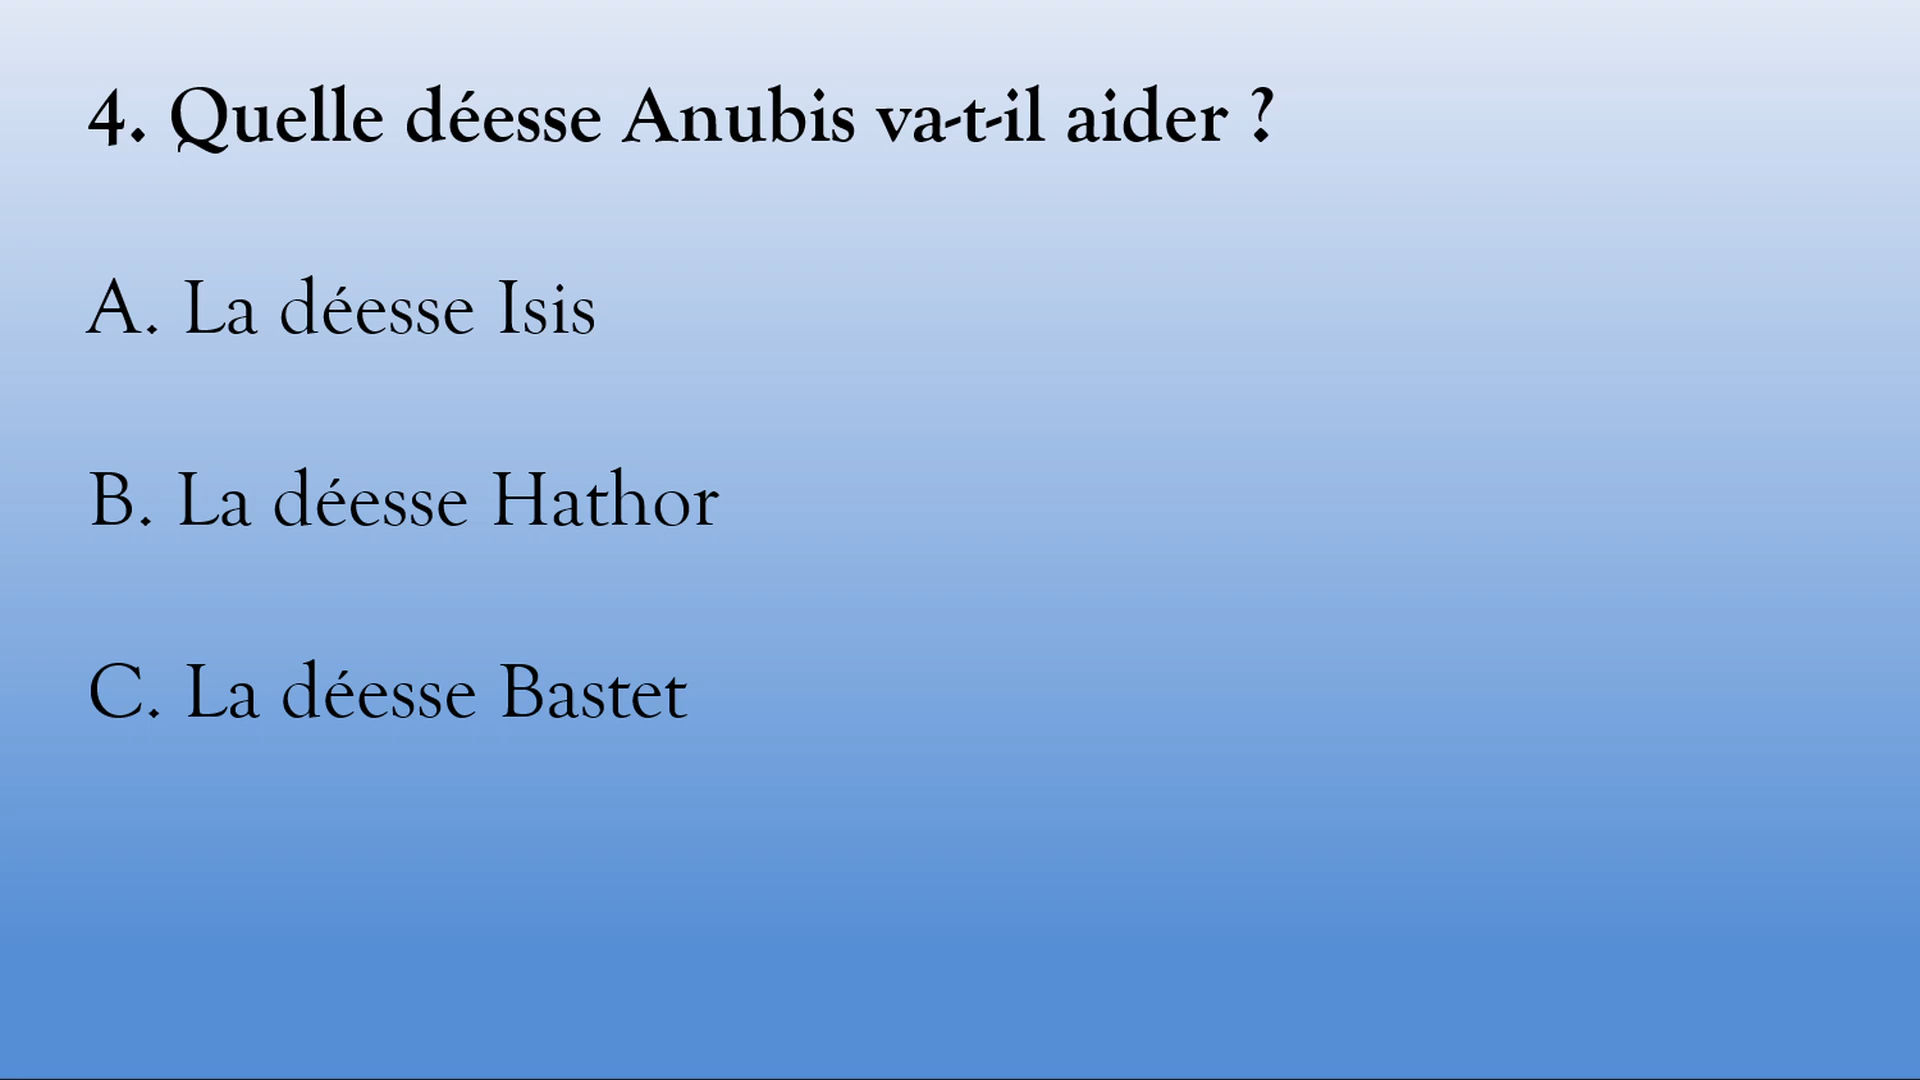 4. Quelle déesse Anubis va-t-il aider ?
A. La déesse Isis
B. La déesse Hathor
C. La déesse Bastet